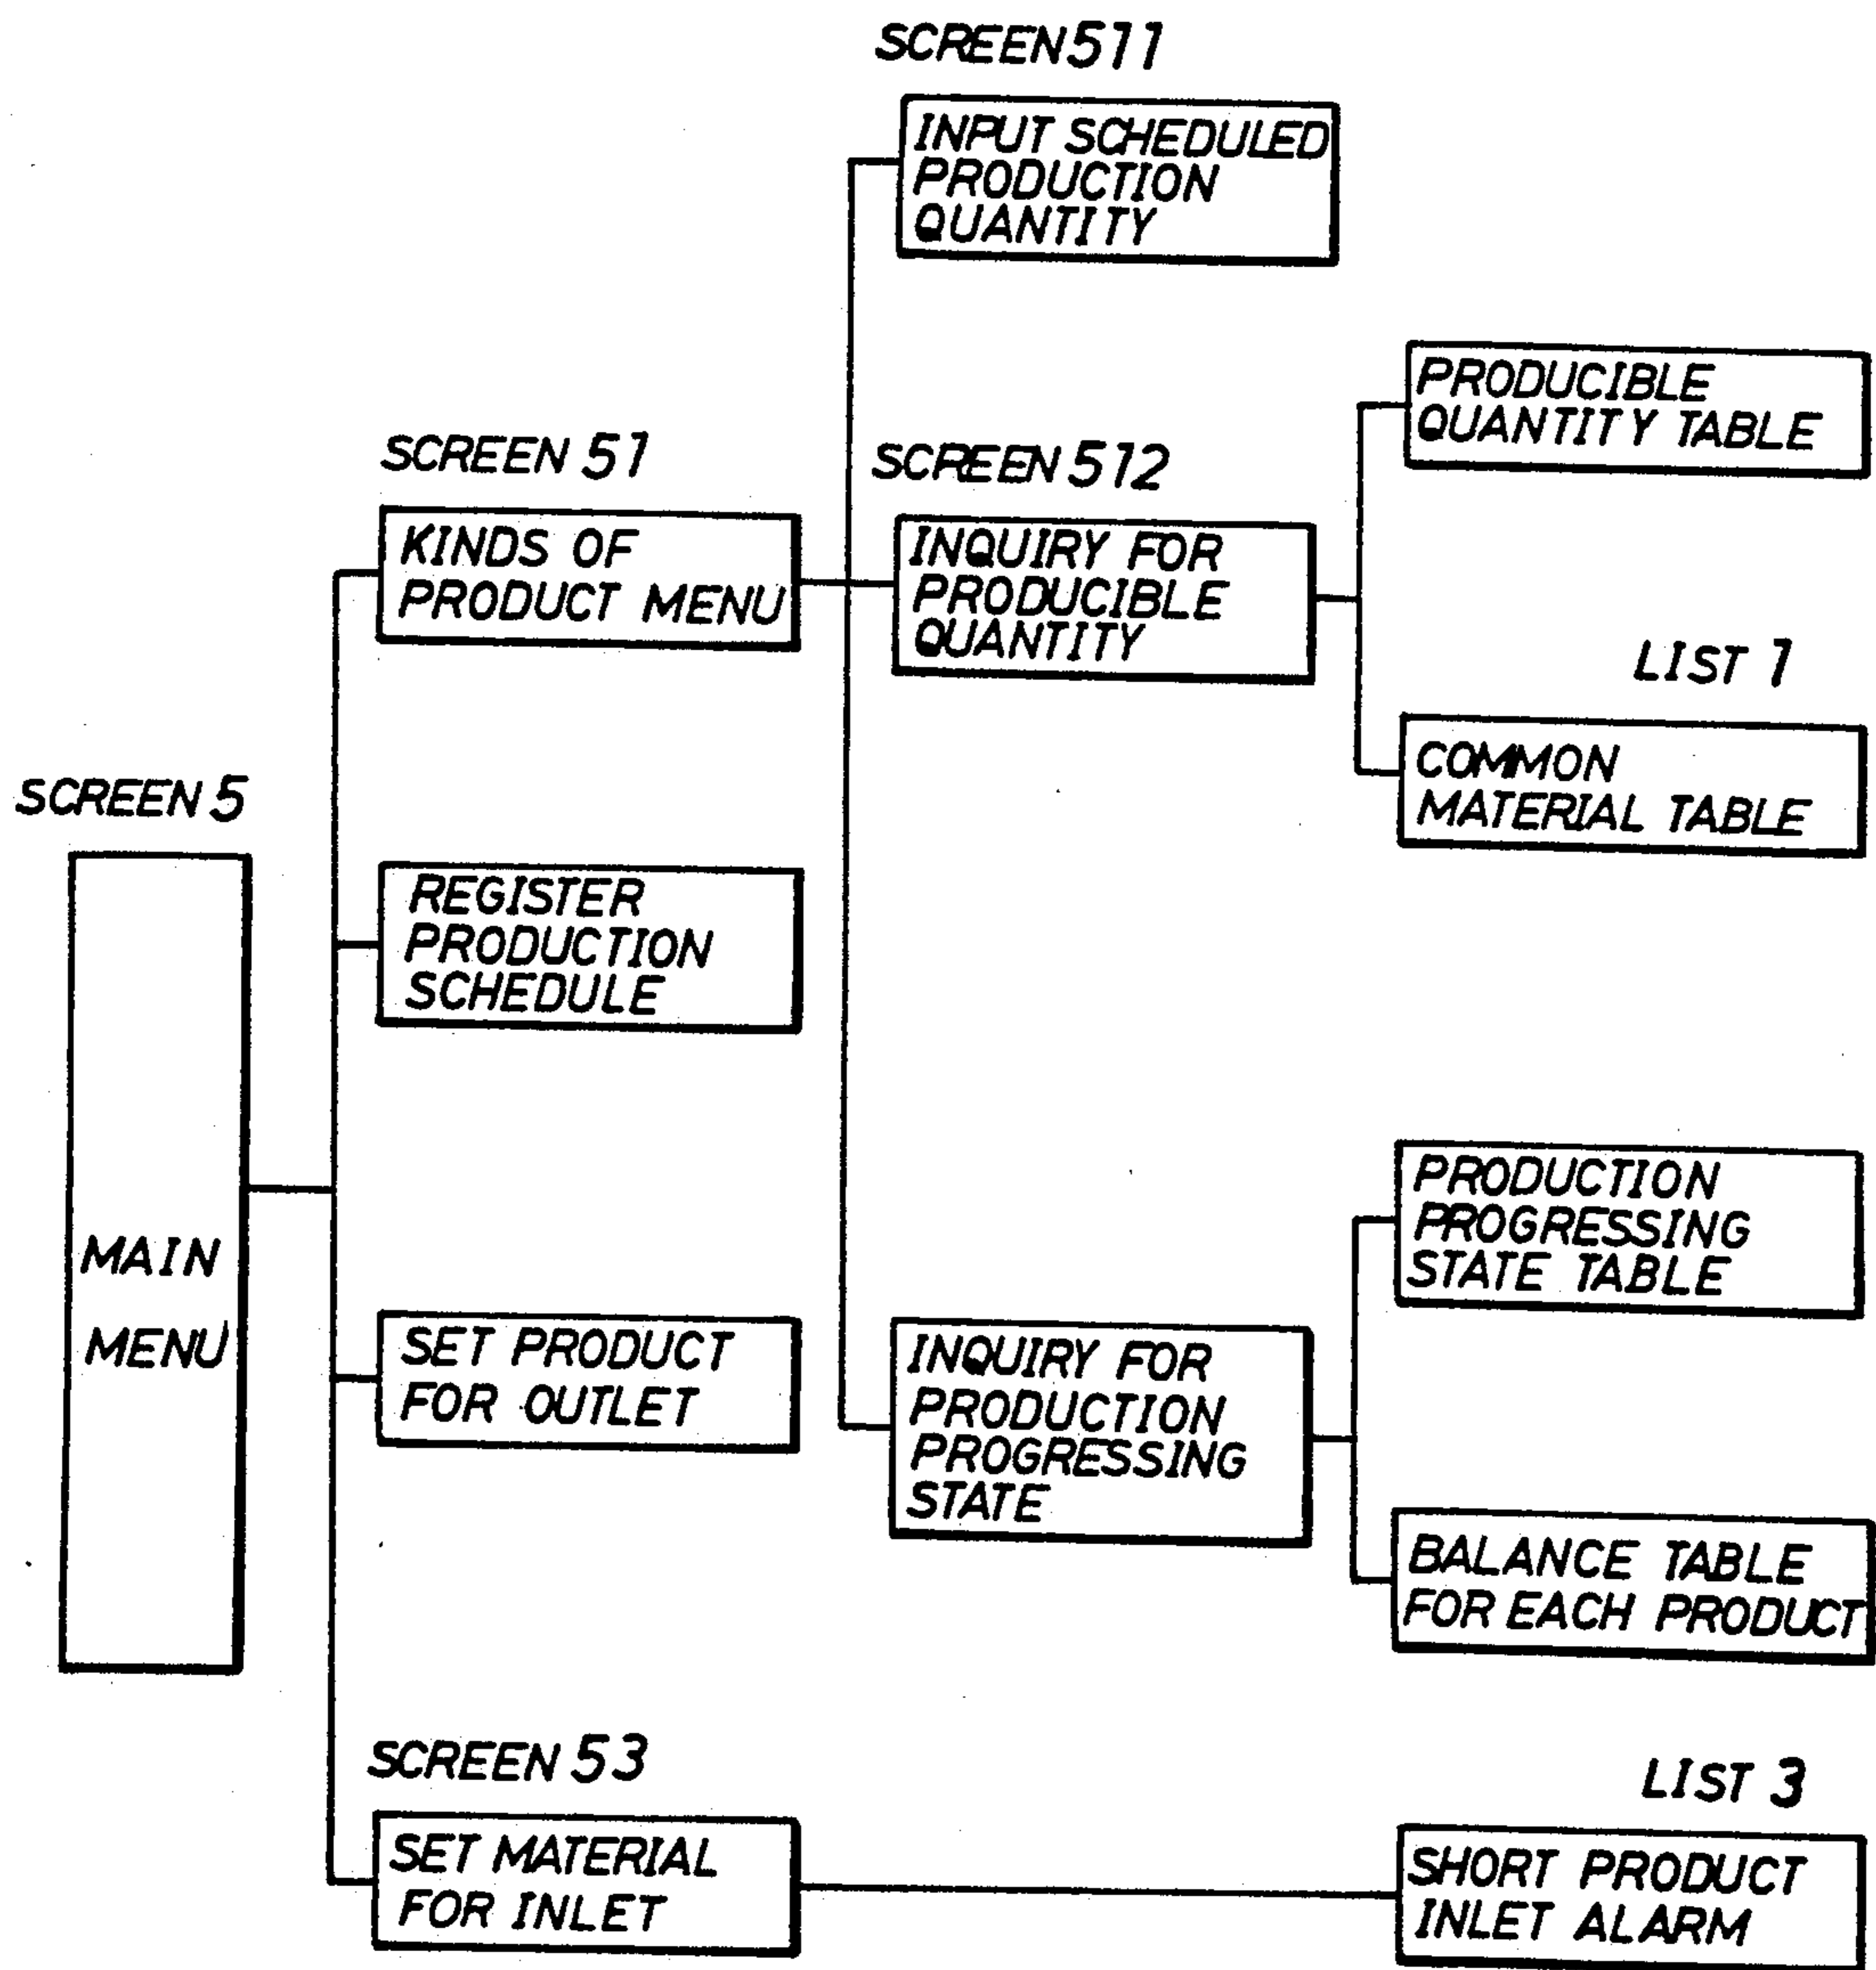 SCREEN 511
INPUT SCHEDULED
PRODUCTION
QUANTITY
PRODUCIBLE
QUANTITY TABLE
SCREEN 51
KINDS OF
PRODUCT MENU
SCREEN 512
INQUIRY FOR
PRODUCIBLE
QUANTITY
LIST 1
COMMON
MATERIAL TABLE
SCREEN 5
MAIN
MENU
REGISTER
PRODUCTION
SCHEDULE
PRODUCTION
PROGRESSING
STATE TABLE
SET PRODUCT
FOR OUTLET
INQUIRY FOR
PRODUCTION
PROGRESSING
STATE
BALANCE TABLE
FOR EACH PRODUCT
SCREEN 53
SET MATERIAL
FOR INLET
LIST 3
SHORT PRODUCT
INLET ALARM